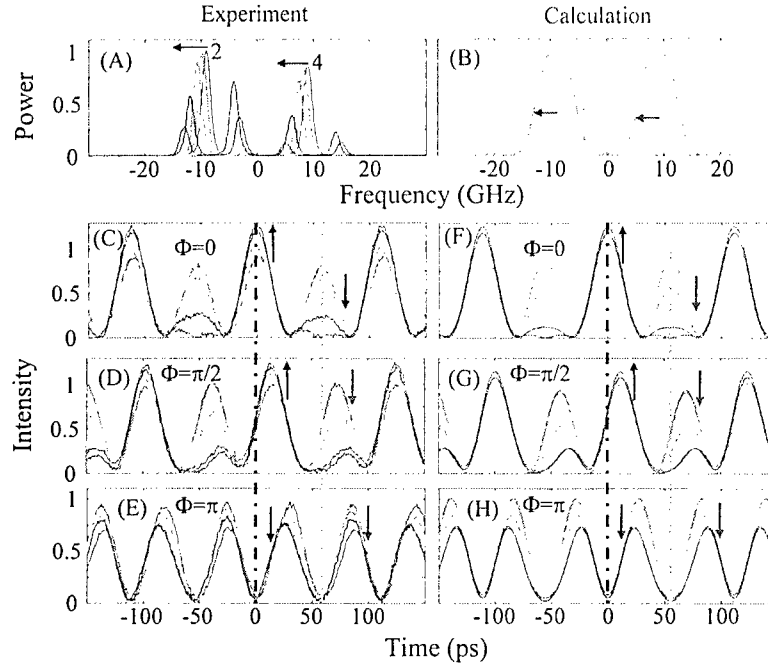 Experiment Calculation
(A) 2 4 (B)
Power
1
0.5
0
-20 -10 0 10 20 -20 -10 0 10 20
Frequency (GHz)
(C) Φ=0 (F) Φ=0
1
0.5
0
(D) Φ=π/2 (G) Φ=π/2
Intensity
1
0.5
0
(E) Φ=π (H) Φ=π
1
0.5
0
-100 -50 0 50 100 -100 -50 0 50 100
Time (ps)